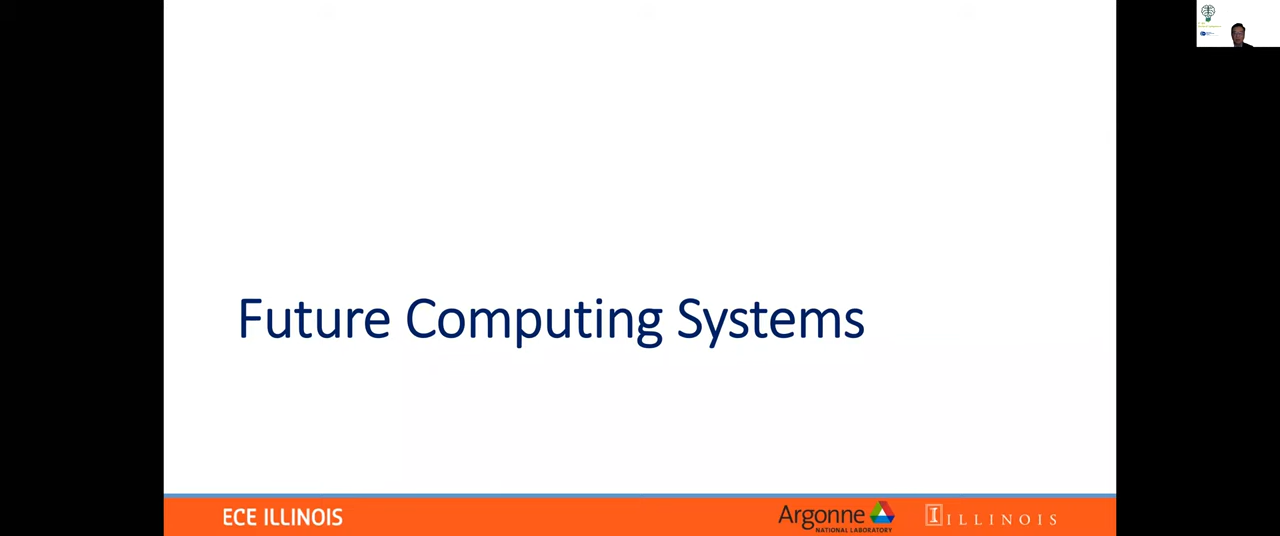 Future Computing Systems
ECE ILLINOIS
Argonne
NATIONAL LABORATORY
I ILLINOIS